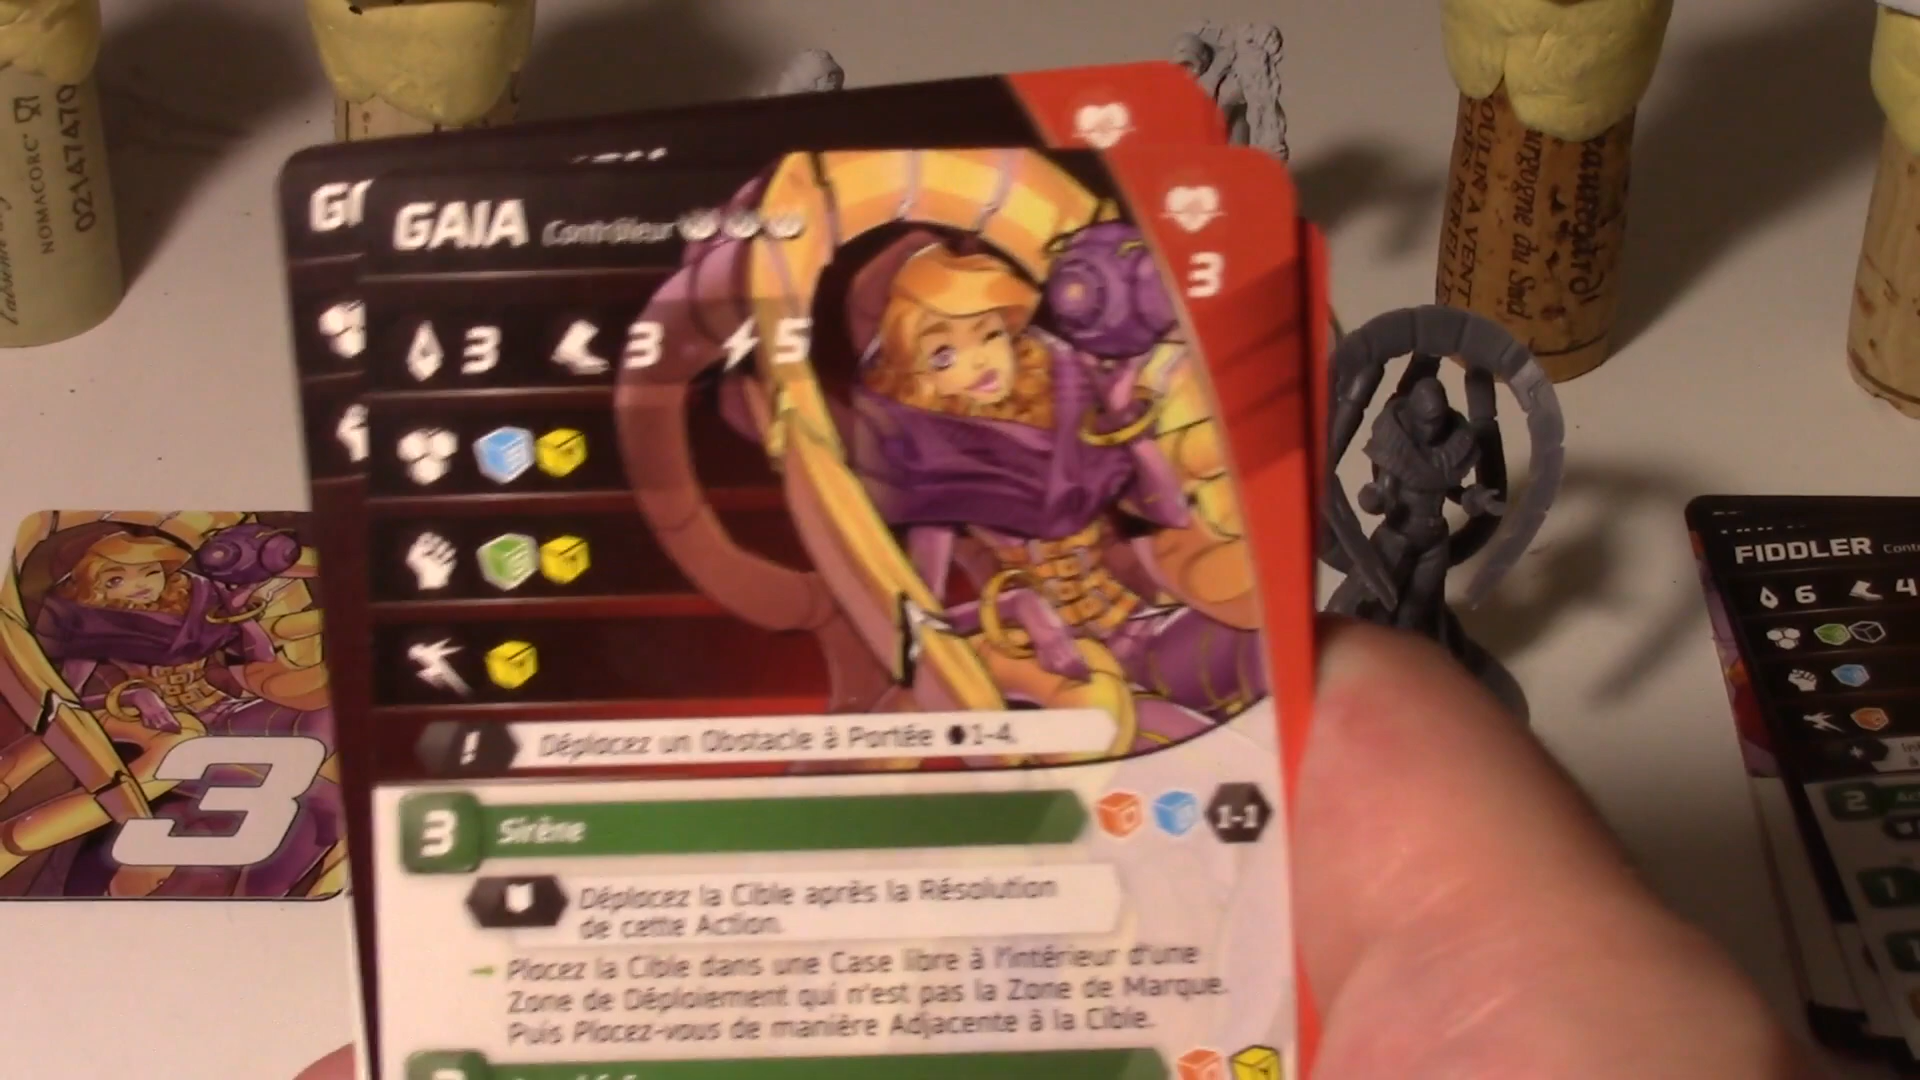 GAIA Contrôleur
3
3 3 5
! Déplacez un Obstacle à Portée 1-4.
3 Sirène 1-1
Déplacez la Cible après la Résolution
de cette Action.
Placez la Cible dans une Case libre à l'intérieur d'une
Zone de Déploiement qui n'est pas la Zone de Marque.
Puis Placez-vous de manière Adjacente à la Cible.
3
FIDDLER Cont
6 4
2
1
NOMACORC
02147470
Bourgogne du Sud